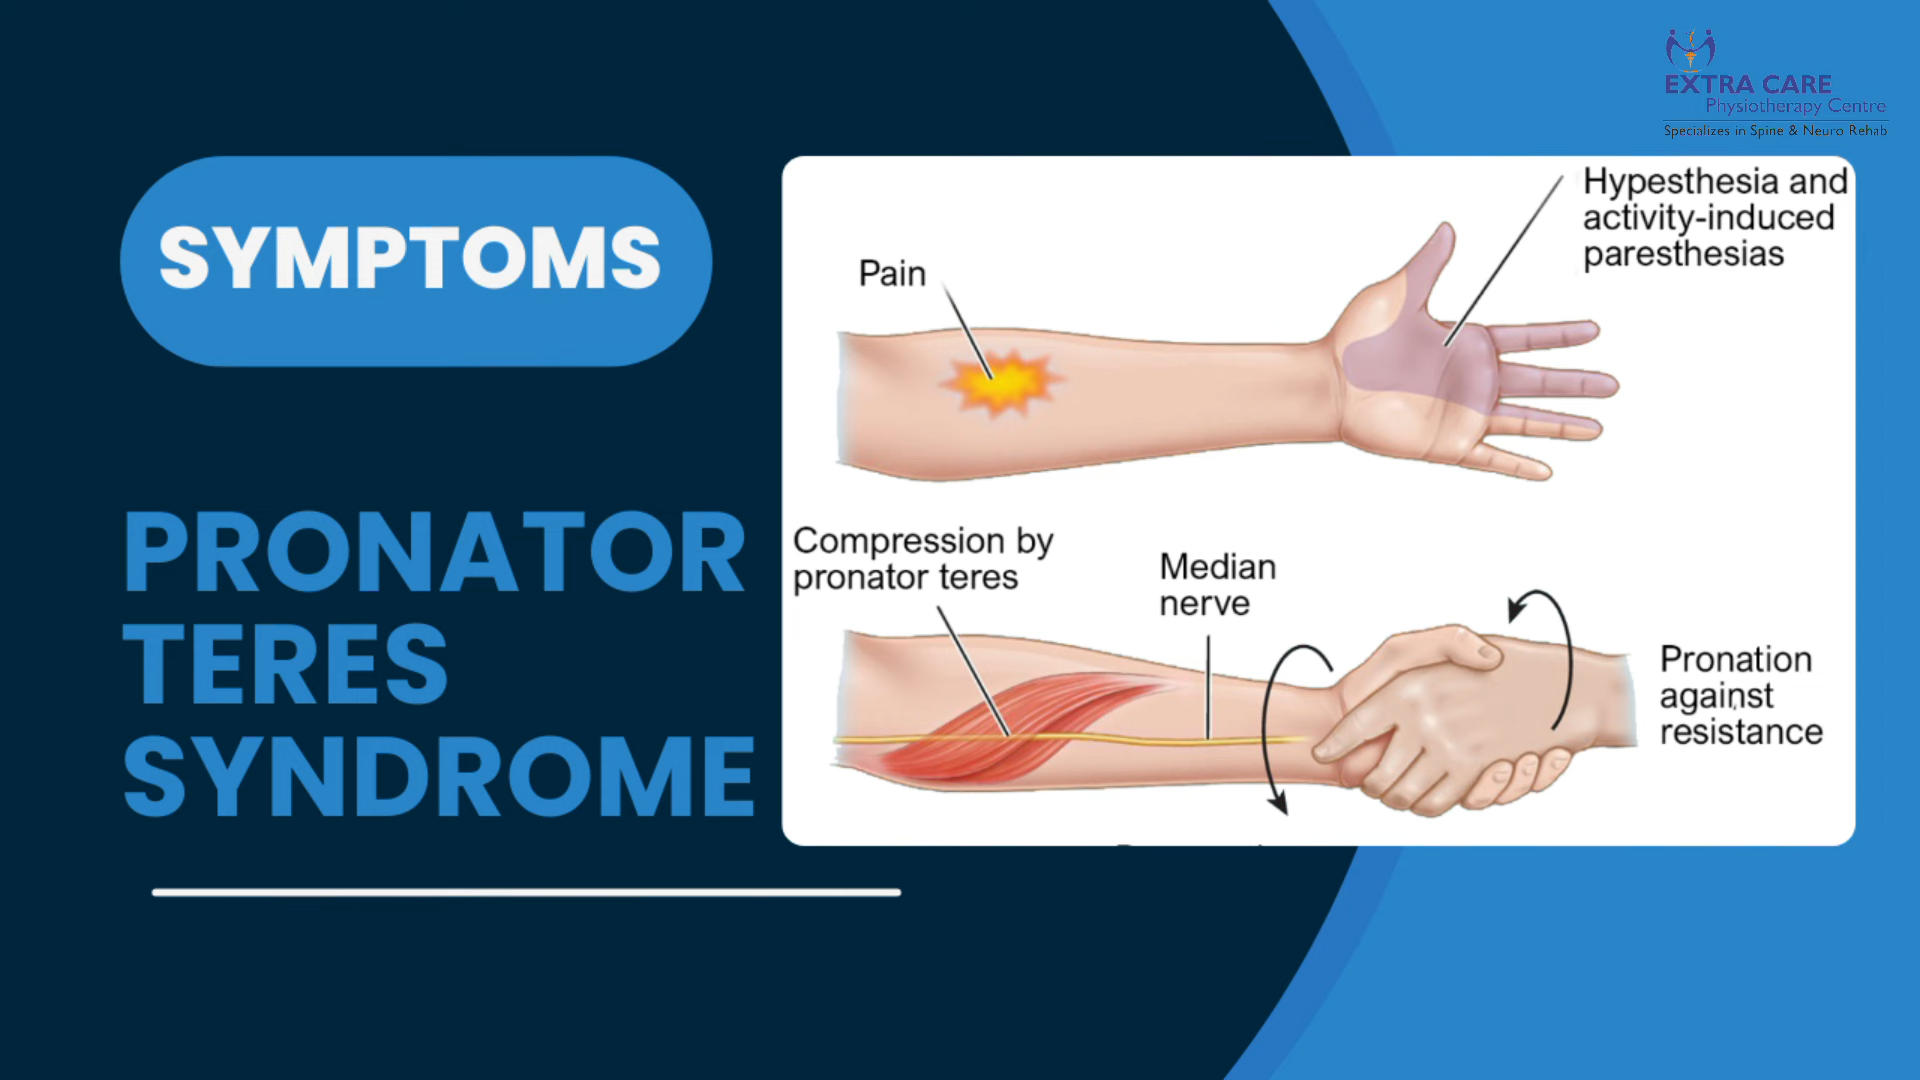 EXTRA CARE
Physiotherapy Centre
Specializes in Spine & Neuro Rehab
SYMPTOMS
PRONATOR
TERES
SYNDROME
Hypesthesia and
activity-induced
paresthesias
Pain
Compression by
pronator teres
Median
nerve
Pronation
against
resistance